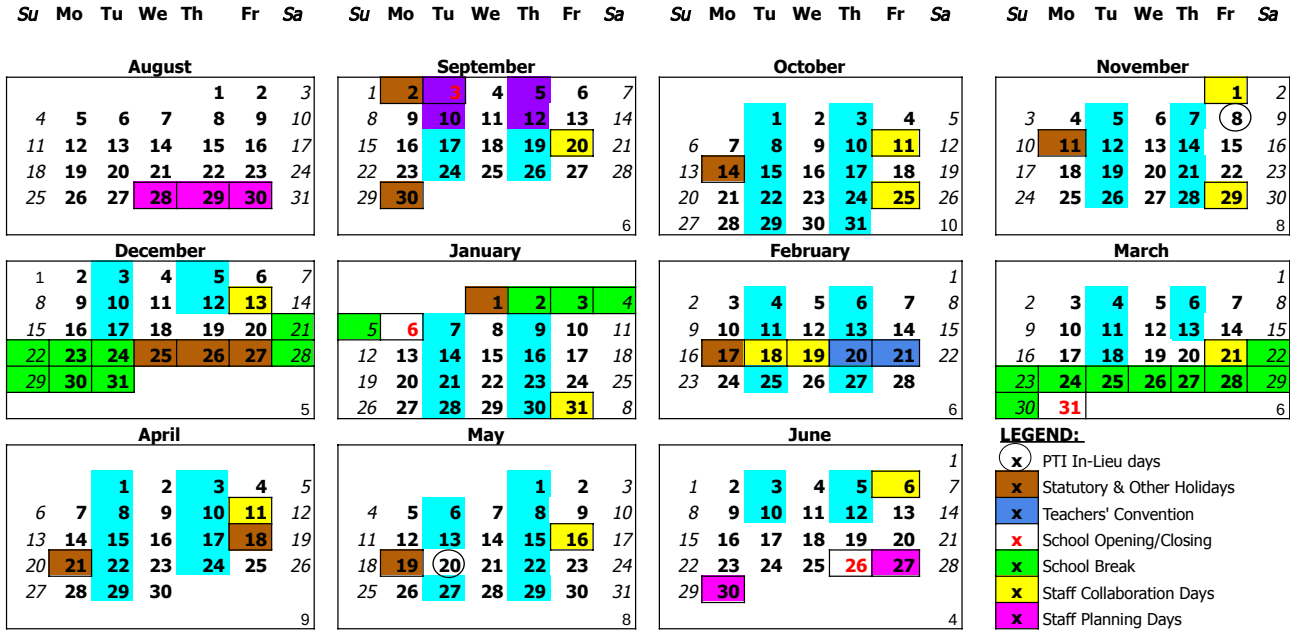 Su Mo Tu We Th Fr Sa
Su Mo Tu We Th Fr Sa
Su Mo Tu We Th Fr Sa
Su Mo Tu We Th Fr Sa
August
1 2 3
4 5 6 7 8 9 10
11 12 13 14 15 16 17
18 19 20 21 22 23 24
25 26 27 28 29 30 31
September
1 2 3 4 5 6 7
8 9 10 11 12 13 14
15 16 17 18 19 20 21
22 23 24 25 26 27 28
29 30
6
October
1 2 3 4 5
6 7 8 9 10 11 12
13 14 15 16 17 18 19
20 21 22 23 24 25 26
27 28 29 30 31 10
November
1 2
3 4 5 6 7 8 9
10 11 12 13 14 15 16
17 18 19 20 21 22 23
24 25 26 27 28 29 30
8
December
1 2 3 4 5 6 7
8 9 10 11 12 13 14
15 16 17 18 19 20 21
22 23 24 25 26 27 28
29 30 31
5
January
1 2 3 4
5 6 7 8 9 10 11
12 13 14 15 16 17 18
19 20 21 22 23 24 25
26 27 28 29 30 31 8
February
1
2 3 4 5 6 7 8
9 10 11 12 13 14 15
16 17 18 19 20 21 22
23 24 25 26 27 28
6
March
1
2 3 4 5 6 7 8
9 10 11 12 13 14 15
16 17 18 19 20 21 22
23 24 25 26 27 28 29
30 31 6
April
1 2 3 4 5
6 7 8 9 10 11 12
13 14 15 16 17 18 19
20 21 22 23 24 25 26
27 28 29 30
9
May
1 2 3
4 5 6 7 8 9 10
11 12 13 14 15 16 17
18 19 20 21 22 23 24
25 26 27 28 29 30 31
8
June
1
1 2 3 4 5 6 7
8 9 10 11 12 13 14
15 16 17 18 19 20 21
22 23 24 25 26 27 28
29 30
4
LEGEND:
x PTI In-Lieu days
x Statutory & Other Holidays
x Teachers' Convention
x School Opening/Closing
x School Break
x Staff Collaboration Days
x Staff Planning Days